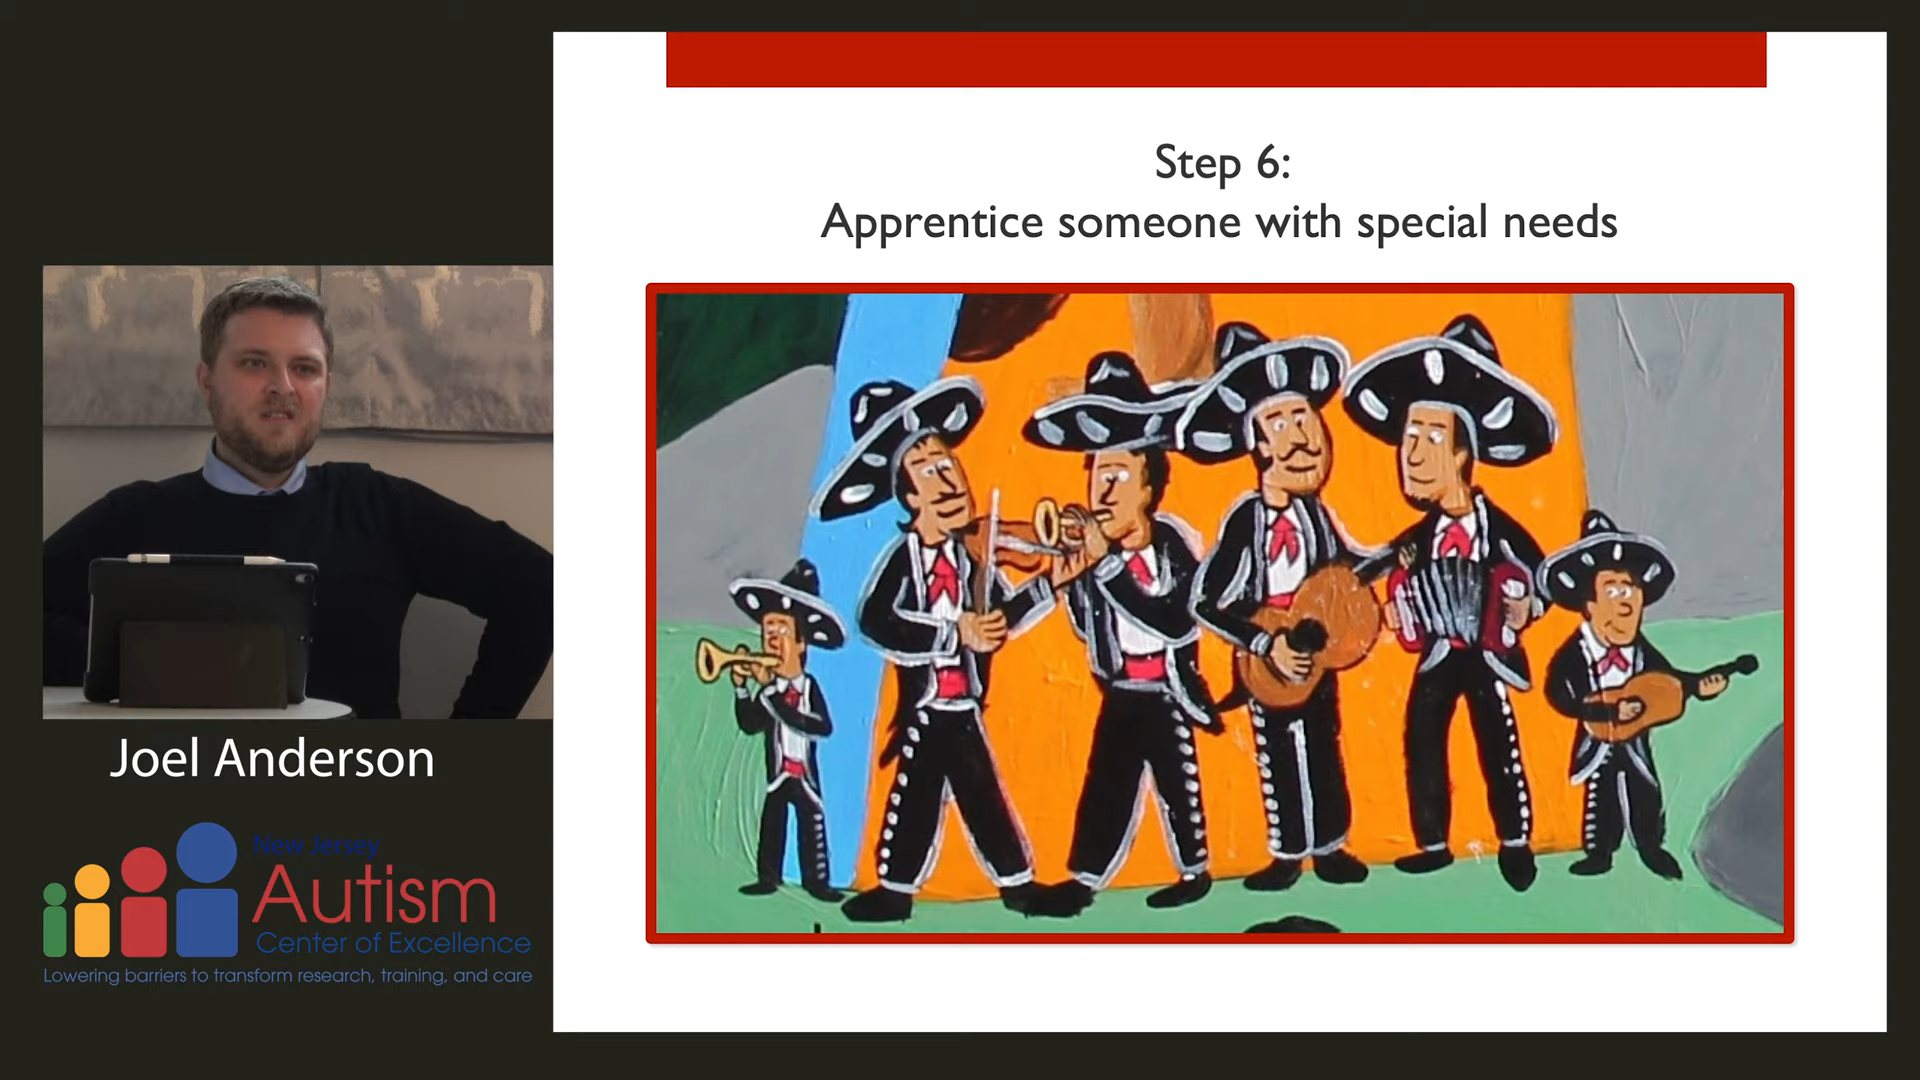 Step 6:
Apprentice someone with special needs
Joel Anderson
New Jersey
Autism
Center of Excellence
Lowering barriers to transform research, training, and care